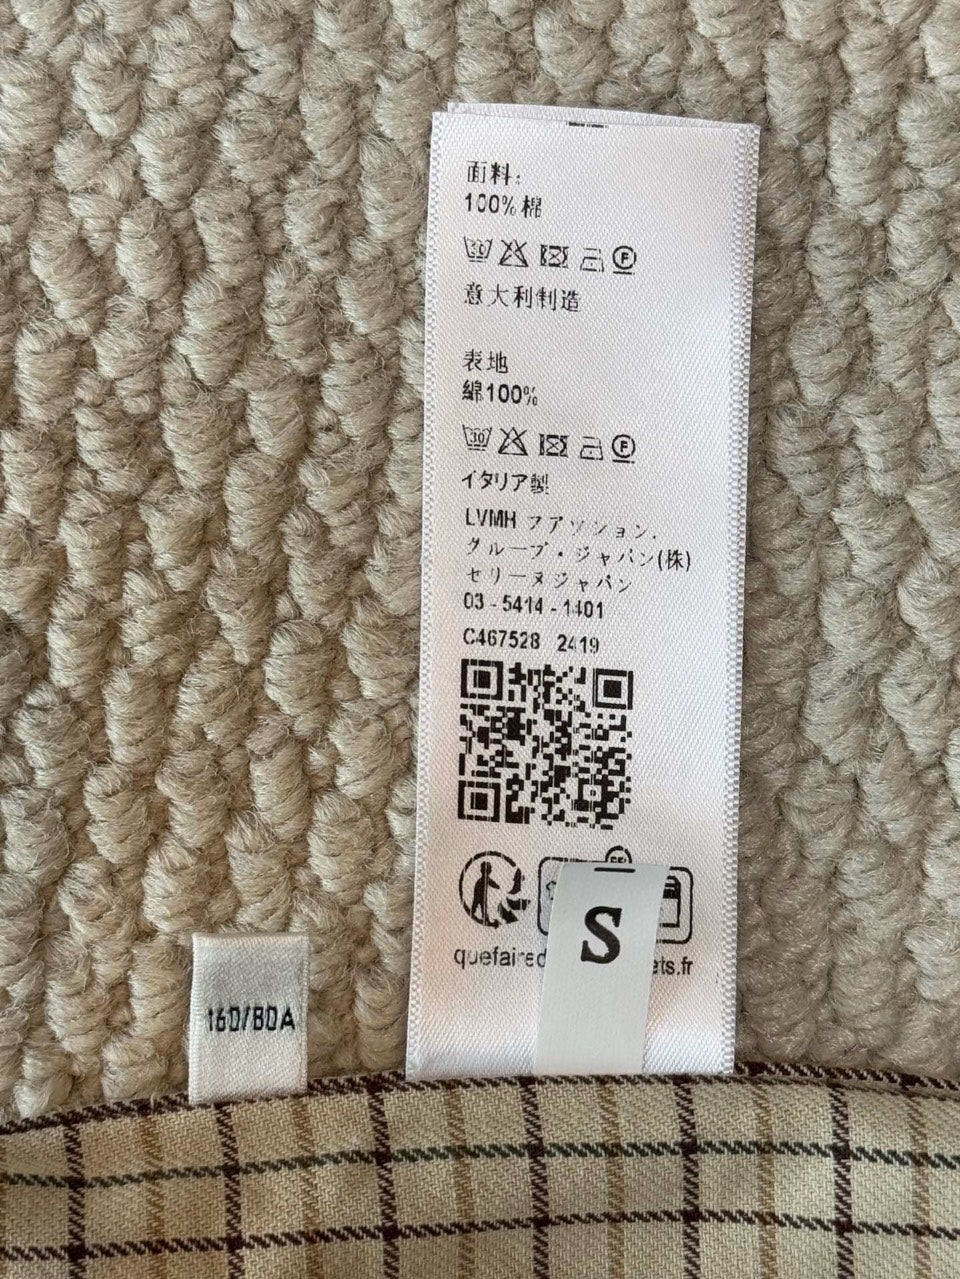 面料:
100% 棉
30 F
意大利制造
表地
綿100%
30 F
イタリア製
LVMH ファッション.
グループ・ジャパン(株)
セリーヌジャパン
03 - 5414 - 1401
C467528 2419
S
160/80A